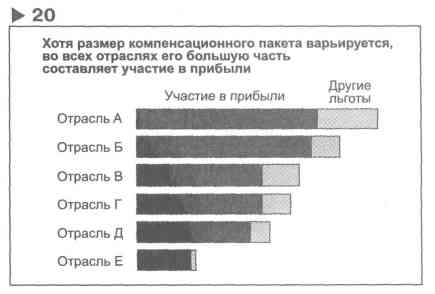 ▶ 20
Хотя размер компенсационного пакета варьируется,
во всех отраслях его большую часть
составляет участие в прибыли
Участие в прибыли
Другие
льготы
Отрасль А
Отрасль Б
Отрасль В
Отрасль Г
Отрасль Д
Отрасль Е